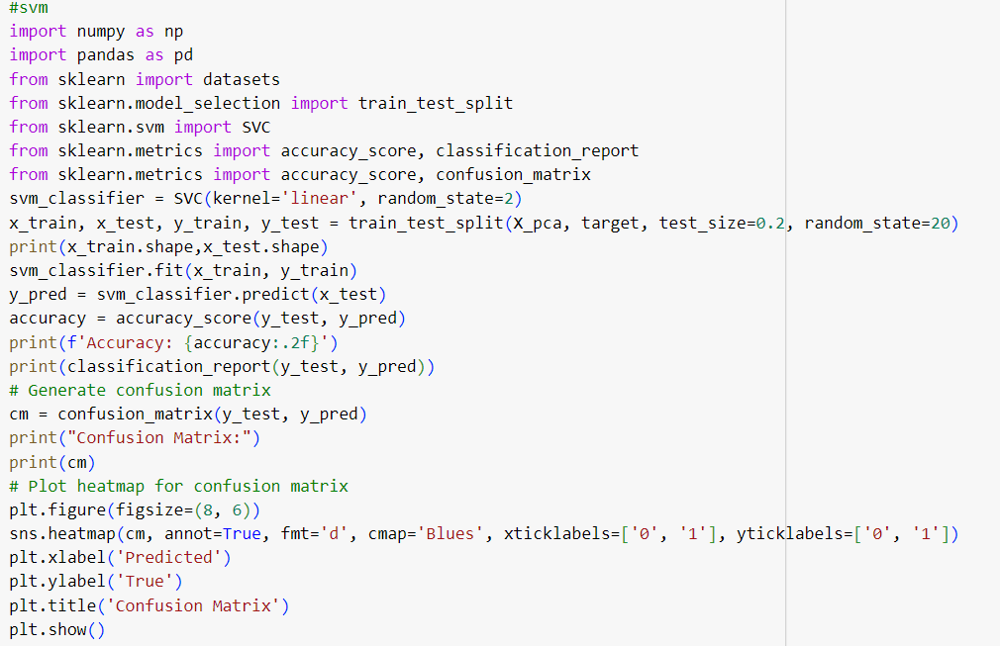 #svm
import numpy as np
import pandas as pd
from sklearn import datasets
from sklearn.model_selection import train_test_split
from sklearn.svm import SVC
from sklearn.metrics import accuracy_score, classification_report
from sklearn.metrics import accuracy_score, confusion_matrix
svm_classifier = SVC(kernel='linear', random_state=2)
x_train, x_test, y_train, y_test = train_test_split(X_pca, target, test_size=0.2, random_state=20)
print(x_train.shape,x_test.shape)
svm_classifier.fit(x_train, y_train)
y_pred = svm_classifier.predict(x_test)
accuracy = accuracy_score(y_test, y_pred)
print(f'Accuracy: {accuracy:.2f}')
print(classification_report(y_test, y_pred))
# Generate confusion matrix
cm = confusion_matrix(y_test, y_pred)
print("Confusion Matrix:")
print(cm)
# Plot heatmap for confusion matrix
plt.figure(figsize=(8, 6))
sns.heatmap(cm, annot=True, fmt='d', cmap='Blues', xticklabels=['0', '1'], yticklabels=['0', '1'])
plt.xlabel('Predicted')
plt.ylabel('True')
plt.title('Confusion Matrix')
plt.show()